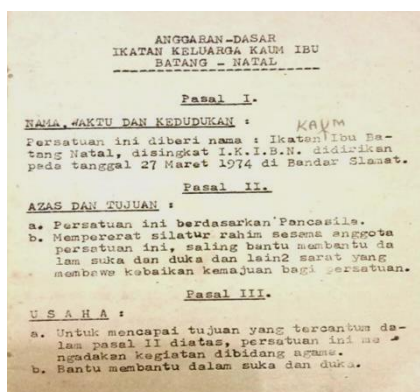 ANGGARAN-DASAR
IKATAN KELUARGA KAUM IBU
BATANG - NATAL
Pasal I.
NAMA, WAKTU DAN KEDUDUKAN :
KAUM
Persatuan ini diberi nama : Ikatan Ibu Ba-
tang Natal, disingkat I.K.I.B.N. didirikan
pada tanggal 27 Maret 1974 di Bandar Slamat.
Pasal II.
AZAS DAN TUJUAN :
a. Persatuan ini berdasarkan Pancasila.
b. Mempererat silatur rahim sesama anggota
persatuan ini, saling bantu membantu da
lam suka dan duka dan lain2 sarat yang
membawa kebaikan kemajuan bagi persatuan.
Pasal III.
U S A H A :
a. Untuk mencapai tujuan yang tercantum da-
lam pasal II diatas, persatuan ini me -
ngadakan kegiatan dibidang agama.
b. Bantu membantu dalam suka dan duka.